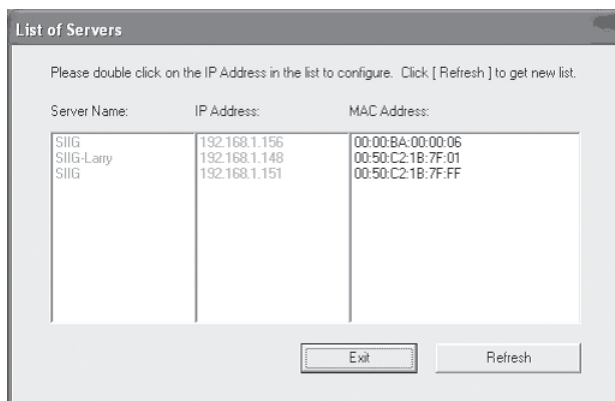 List of Servers
Please double click on the IP Address in the list to configure. Click [ Refresh ] to get new list.
Server Name: IP Address: MAC Address:
SIIG 192.168.1.156 00:00:BA:00:00:06
SIIG-Larry 192.168.1.148 00:50:C2:1B:7F:01
SIIG 192.168.1.151 00:50:C2:1B:7F:FF
Exit Refresh